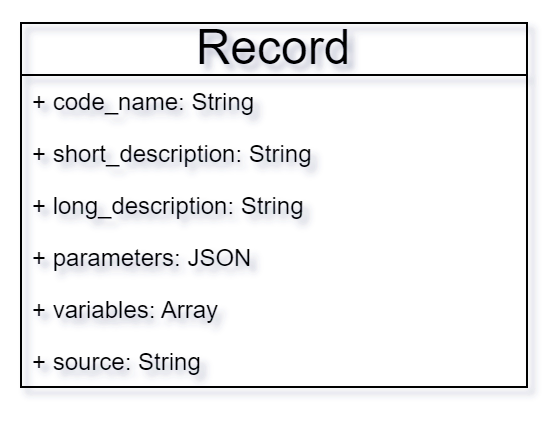 Record
+ code_name: String
+ short_description: String
+ long_description: String
+ parameters: JSON
+ variables: Array
+ source: String